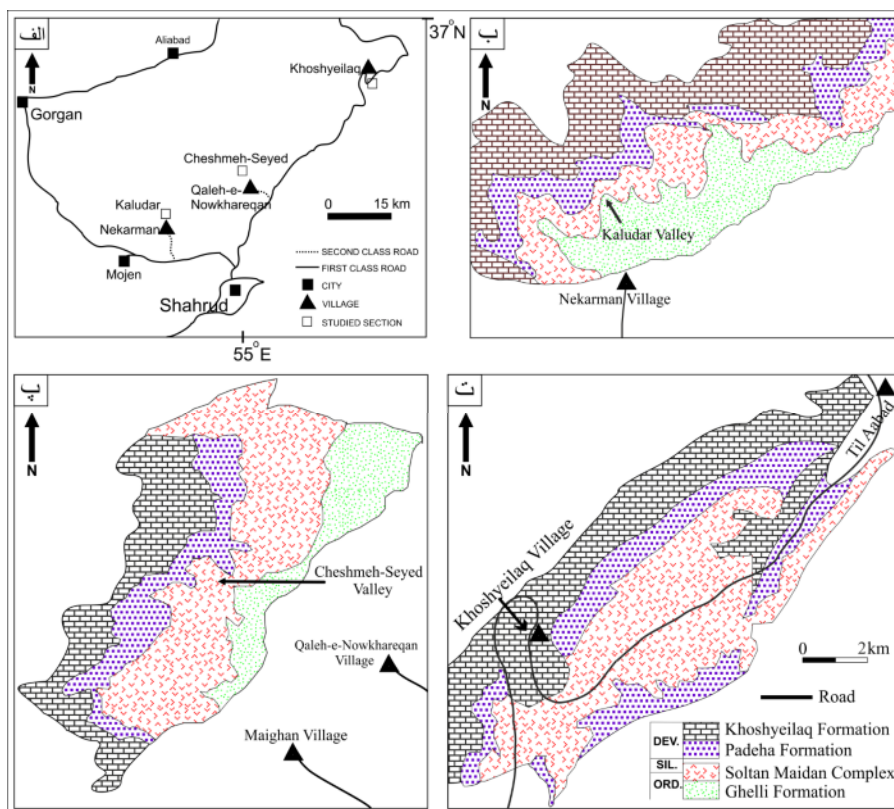 الف
37°N
Aliabad
Khoshyeilaq
N
Gorgan
Cheshmeh-Seyed
Qaleh-e-
Nowkhareqan
Kaludar
Nekarman
Mojen
Shahrud
0 15 km
SECOND CLASS ROAD
FIRST CLASS ROAD
CITY
VILLAGE
STUDIED SECTION
55°E
ب
N
Kaludar Valley
Nekarman Village
N
Cheshmeh-Seyed
Valley
Qaleh-e-Nowkhareqan
Village
Maighan Village
N
Til Aabad
Khoshyeilaq Village
0 2km
Road
DEV.
Khoshyeilaq Formation
Padeha Formation
SIL.
Soltan Maidan Complex
ORD.
Ghelli Formation